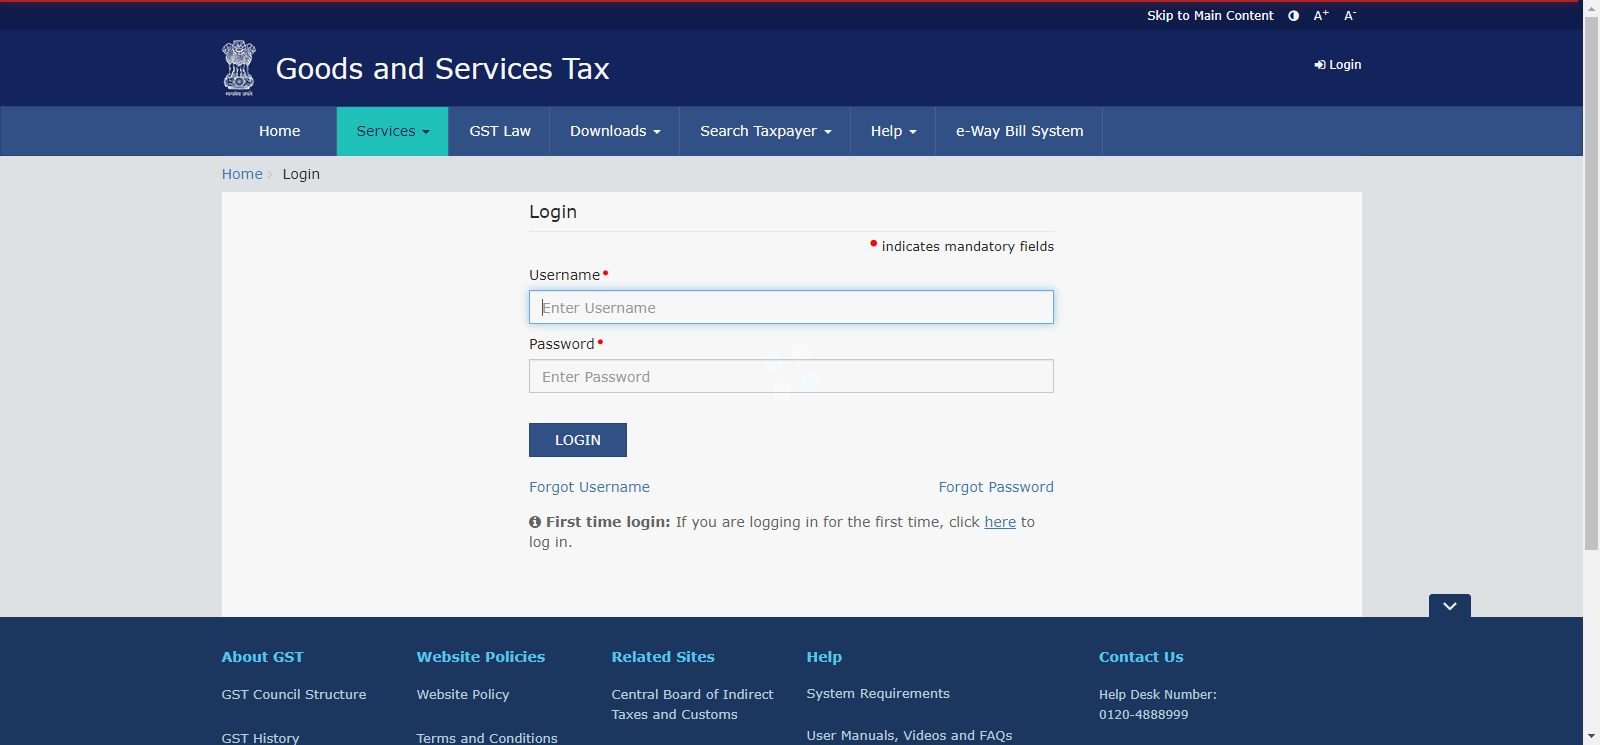 Skip to Main Content A+ A-
Goods and Services Tax
Login
Home Services GST Law Downloads Search Taxpayer Help e-Way Bill System
Home Login
Login
• indicates mandatory fields
Username•
Enter Username
Password•
Enter Password
LOGIN
Forgot Username Forgot Password
First time login: If you are logging in for the first time, click here to
log in.
About GST Website Policies Related Sites Help Contact Us
GST Council Structure Website Policy Central Board of Indirect System Requirements Help Desk Number:
Taxes and Customs 0120-4888999
GST History Terms and Conditions User Manuals, Videos and FAQs